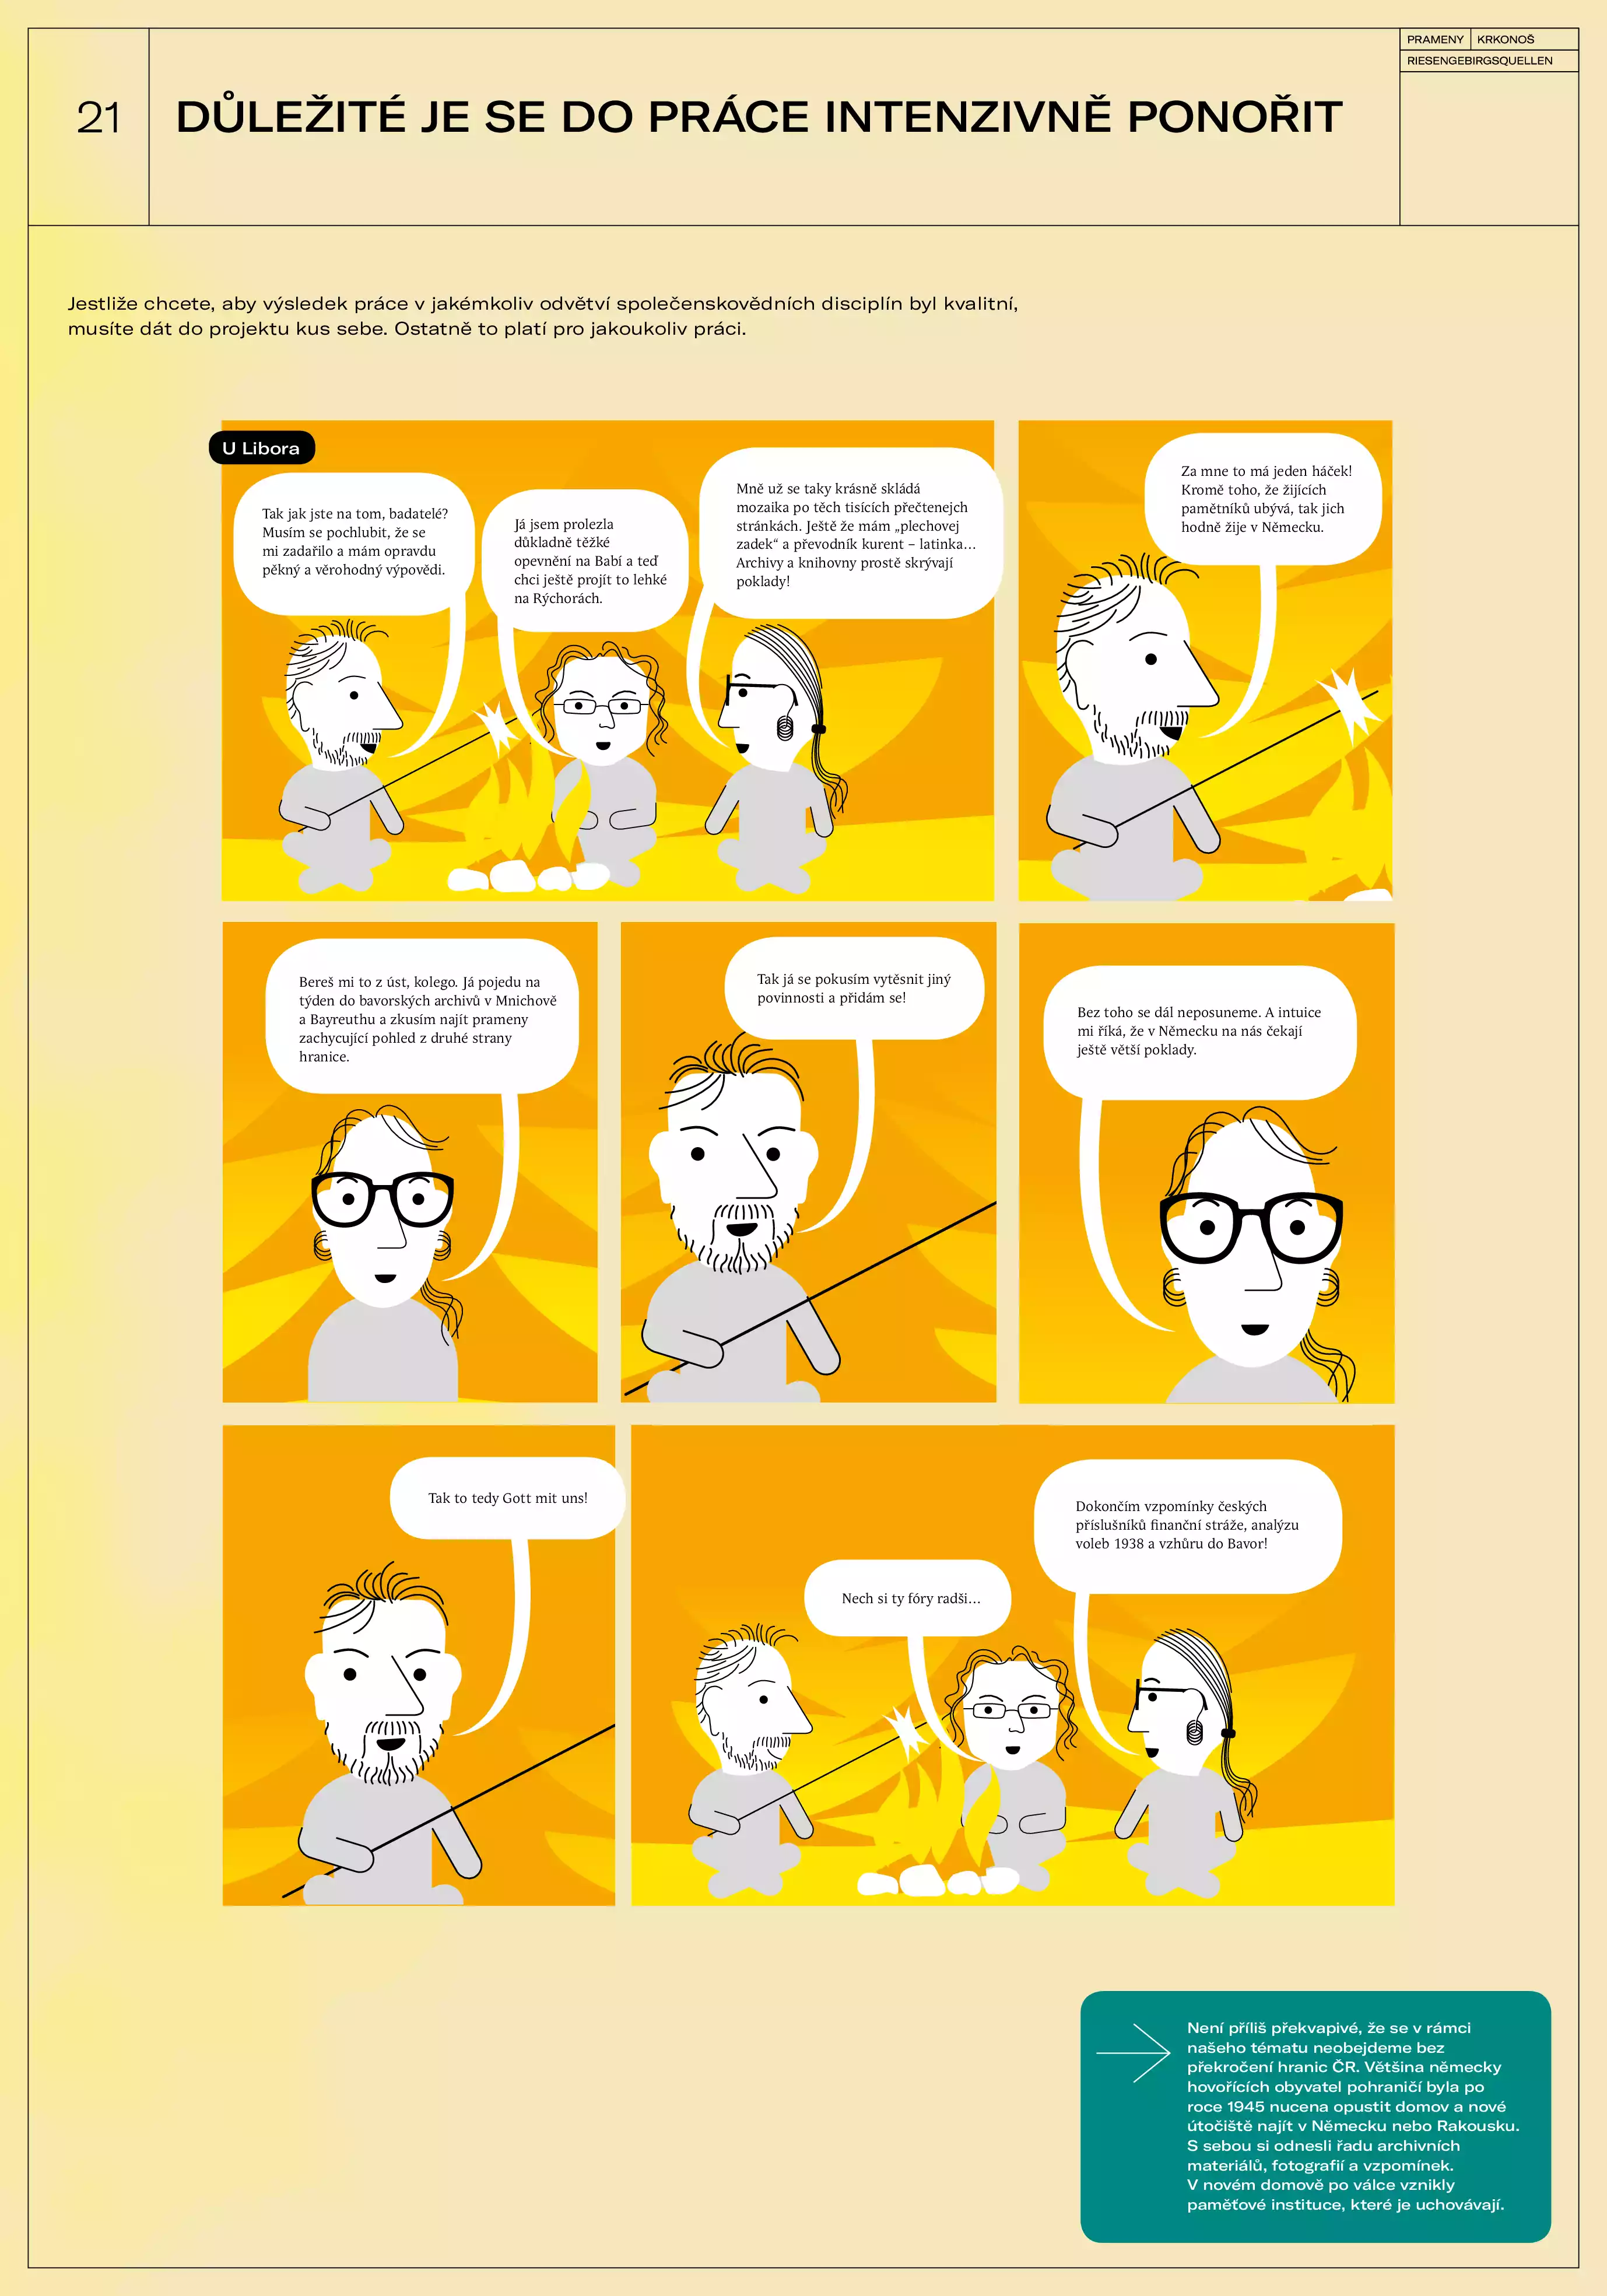 PRAMENY KRKONOŠ
RIESENGEBIRGSQUELLEN
21
DŮLEŽITÉ JE SE DO PRÁCE INTENZIVNĚ PONOŘIT
Jestliže chcete, aby výsledek práce v jakémkoliv odvětví společenskovědních disciplín byl kvalitní,
musíte dát do projektu kus sebe. Ostatně to platí pro jakoukoliv práci.
U Libora
Tak jak jste na tom, badatelé?
Musím se pochlubit, že se
mi zadařilo a mám opravdu
pěkný a věrohodný výpovědi.
Já jsem prolezla
důkladně těžké
opevnění na Babí a teď
chci ještě projít to lehké
na Rýchorách.
Mně už se taky krásně skládá
mozaika po těch tisících přečtenejch
stránkách. Ještě že mám „plechovej
zadek“ a převodník kurent – latinka…
Archivy a knihovny prostě skrývají
poklady!
Za mne to má jeden háček!
Kromě toho, že žijících
pamětníků ubývá, tak jich
hodně žije v Německu.
Bereš mi to z úst, kolego. Já pojedu na
týden do bavorských archivů v Mnichově
a Bayreuthu a zkusím najít prameny
zachycující pohled z druhé strany
hranice.
Tak já se pokusím vytěsnit jiný
povinnosti a přidám se!
Bez toho se dál neposuneme. A intuice
mi říká, že v Německu na nás čekají
ještě větší poklady.
Tak to tedy Gott mit uns!
Nech si ty fóry radši…
Dokončím vzpomínky českých
příslušníků finanční stráže, analýzu
voleb 1938 a vzhůru do Bavor!
Není příliš překvapivé, že se v rámci
našeho tématu neobejdeme bez
překročení hranic ČR. Většina německy
hovořících obyvatel pohraničí byla po
roce 1945 nucena opustit domov a nové
útočiště najít v Německu nebo Rakousku.
S sebou si odnesli řadu archivních
materiálů, fotografií a vzpomínek.
V novém domově po válce vznikly
paměťové instituce, které je uchovávají.